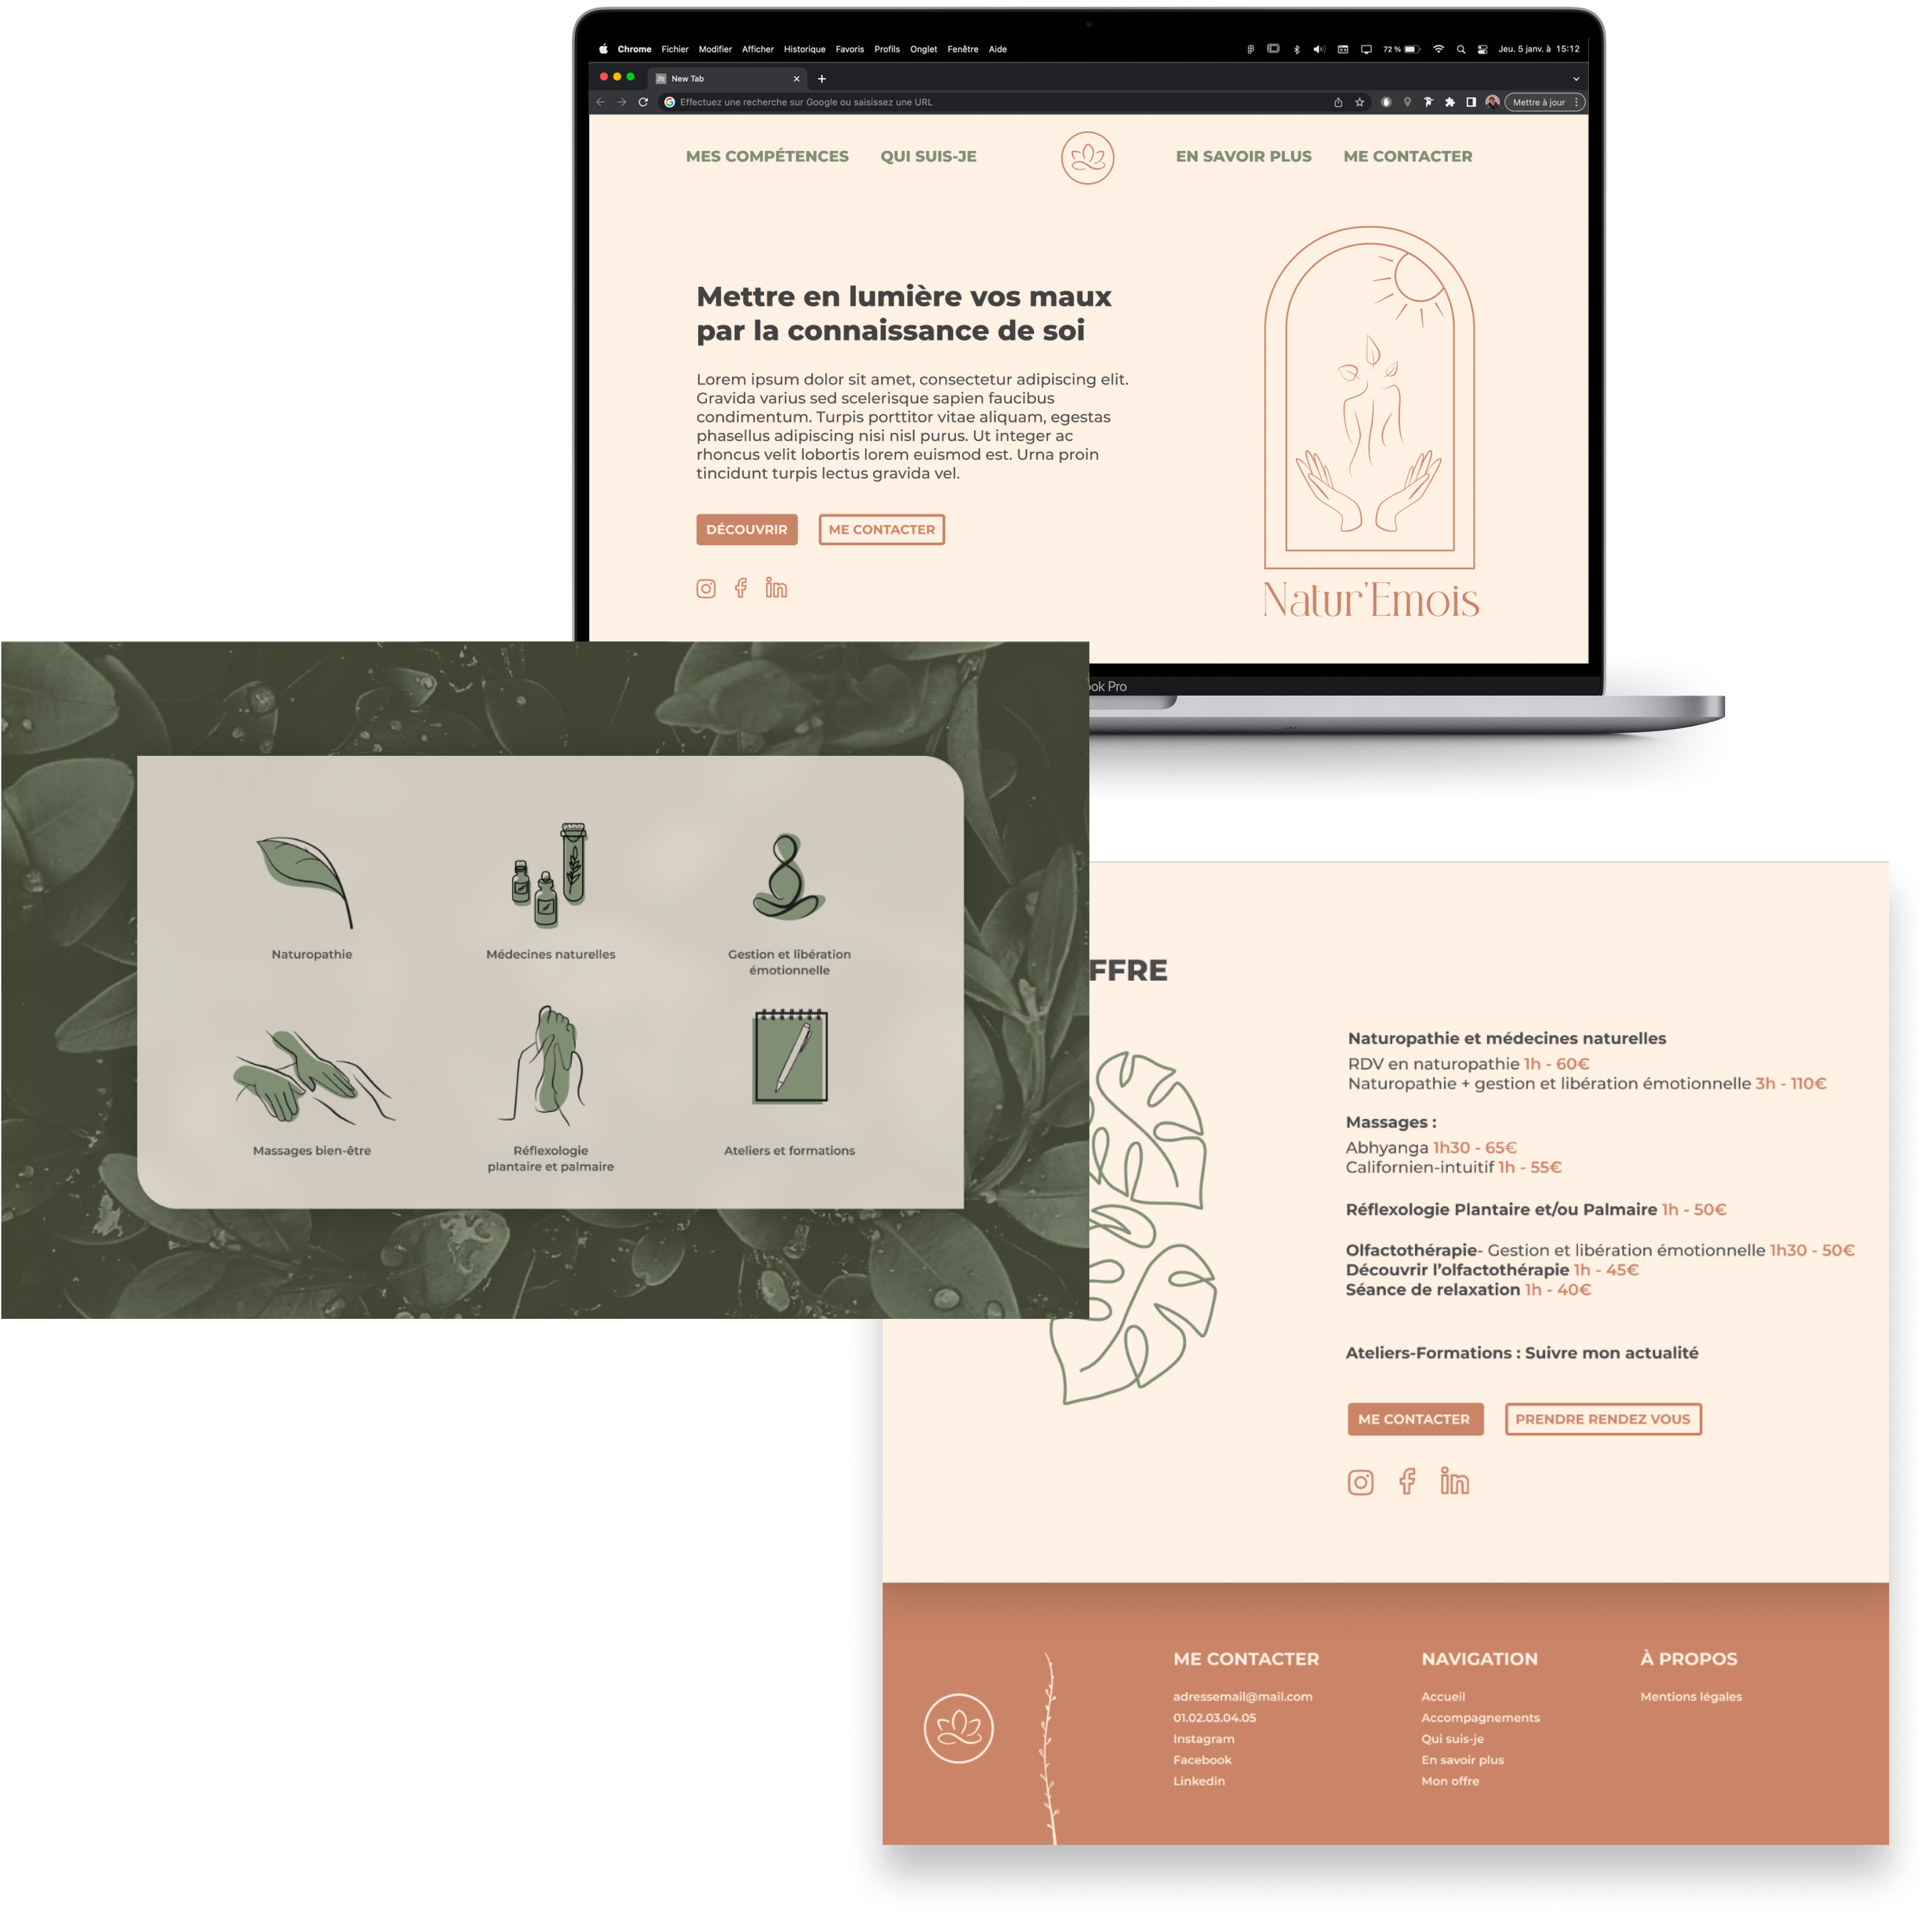 Chrome Fichier Modifier Afficher Historique Favoris Profils Onglet Fenêtre Aide
72 % Jeu. 5 janv. à 15:12
New Tab
Effectuez une recherche sur Google ou saisissez une URL
Mettre à jour
MES COMPÉTENCES QUI SUIS-JE EN SAVOIR PLUS ME CONTACTER
Mettre en lumière vos maux
par la connaissance de soi
Lorem ipsum dolor sit amet, consectetur adipiscing elit.
Gravida varius sed scelerisque sapien faucibus
condimentum. Turpis porttitor vitae aliquam, egestas
phasellus adipiscing nisi nisl purus. Ut integer ac
rhoncus velit lobortis lorem euismod est. Urna proin
tincidunt turpis lectus gravida vel.
DÉCOUVRIR ME CONTACTER
Natur'Emois
ok Pro
Naturopathie
Médecines naturelles
Gestion et libération
émotionnelle
Massages bien-être
Réflexologie
plantaire et palmaire
Ateliers et formations
FFRE
Naturopathie et médecines naturelles
RDV en naturopathie 1h - 60€
Naturopathie + gestion et libération émotionnelle 3h - 110€
Massages :
Abhyanga 1h30 - 65€
Californien-intuitif 1h - 55€
Réflexologie Plantaire et/ou Palmaire 1h - 50€
Olfactothérapie- Gestion et libération émotionnelle 1h30 - 50€
Découvrir l’olfactothérapie 1h - 45€
Séance de relaxation 1h - 40€
Ateliers-Formations : Suivre mon actualité
ME CONTACTER PRENDRE RENDEZ VOUS
ME CONTACTER
adressemail@mail.com
01.02.03.04.05
Instagram
Facebook
Linkedin
NAVIGATION
Accueil
Accompagnements
Qui suis-je
En savoir plus
Mon offre
À PROPOS
Mentions légales